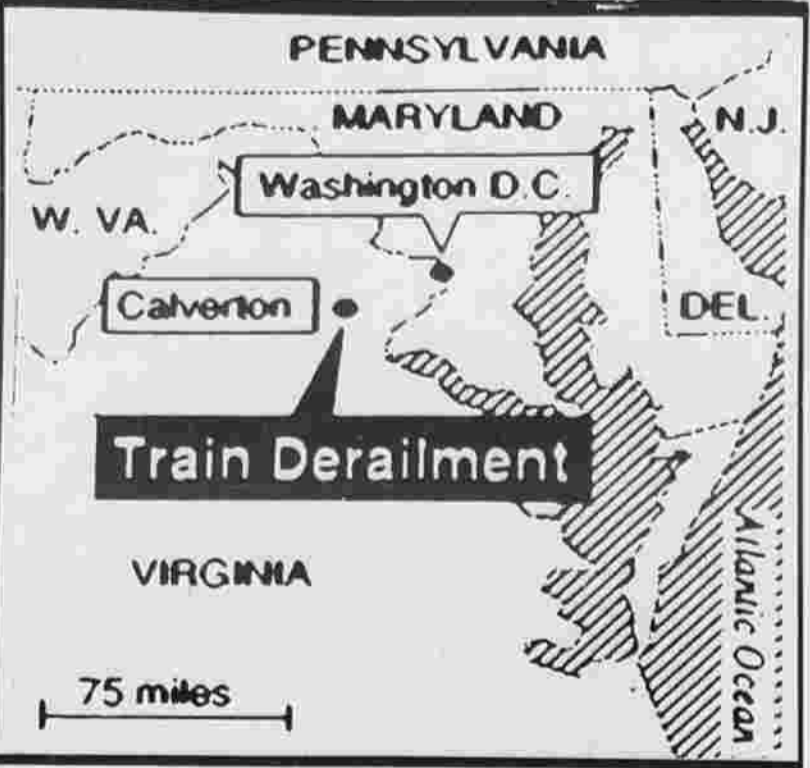 PENNSYLVANIA
MARYLAND
N.J.
Washington D.C.
W. VA.
Calverton
DEL.
Train Derailment
VIRGINIA
Atlantic Ocean
75 miles